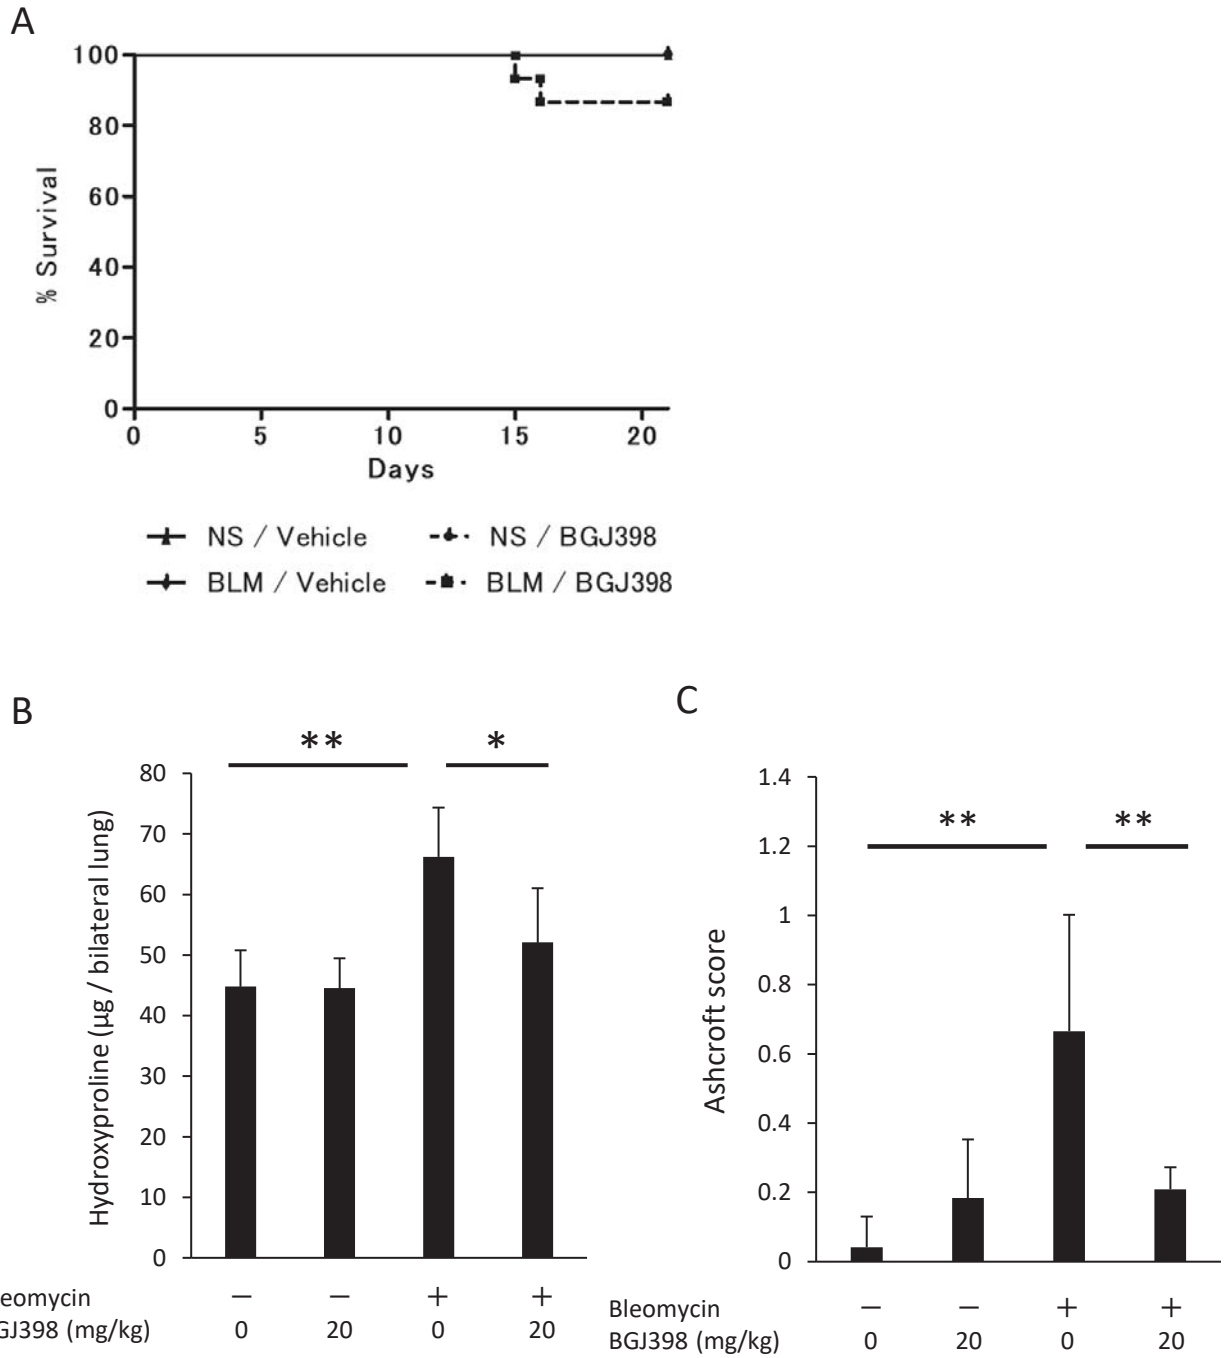 A
100
80
60
40
20
0
% Survival
0 5 10 15 20
Days
NS / Vehicle NS / BGJ398
BLM / Vehicle BLM / BGJ398
B
** *
80
70
60
50
40
30
20
10
0
Hydroxyproline (µg / bilateral lung)
eomycin − − + +
GJ398 (mg/kg) 0 20 0 20
C
** **
1.4
1.2
1
0.8
0.6
0.4
0.2
0
Ashcroft score
Bleomycin − − + +
BGJ398 (mg/kg) 0 20 0 20